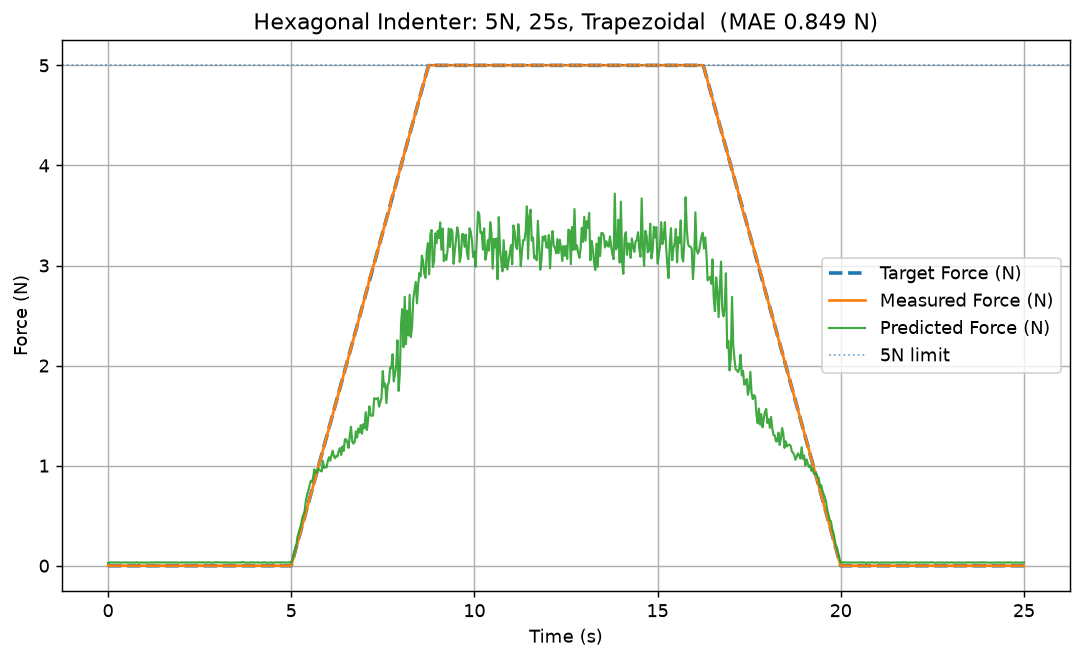 Hexagonal Indenter: 5N, 25s, Trapezoidal  (MAE 0.849 N)
Force (N)
5
4
3
2
1
0
Target Force (N)
Measured Force (N)
Predicted Force (N)
5N limit
0 5 10 15 20 25
Time (s)